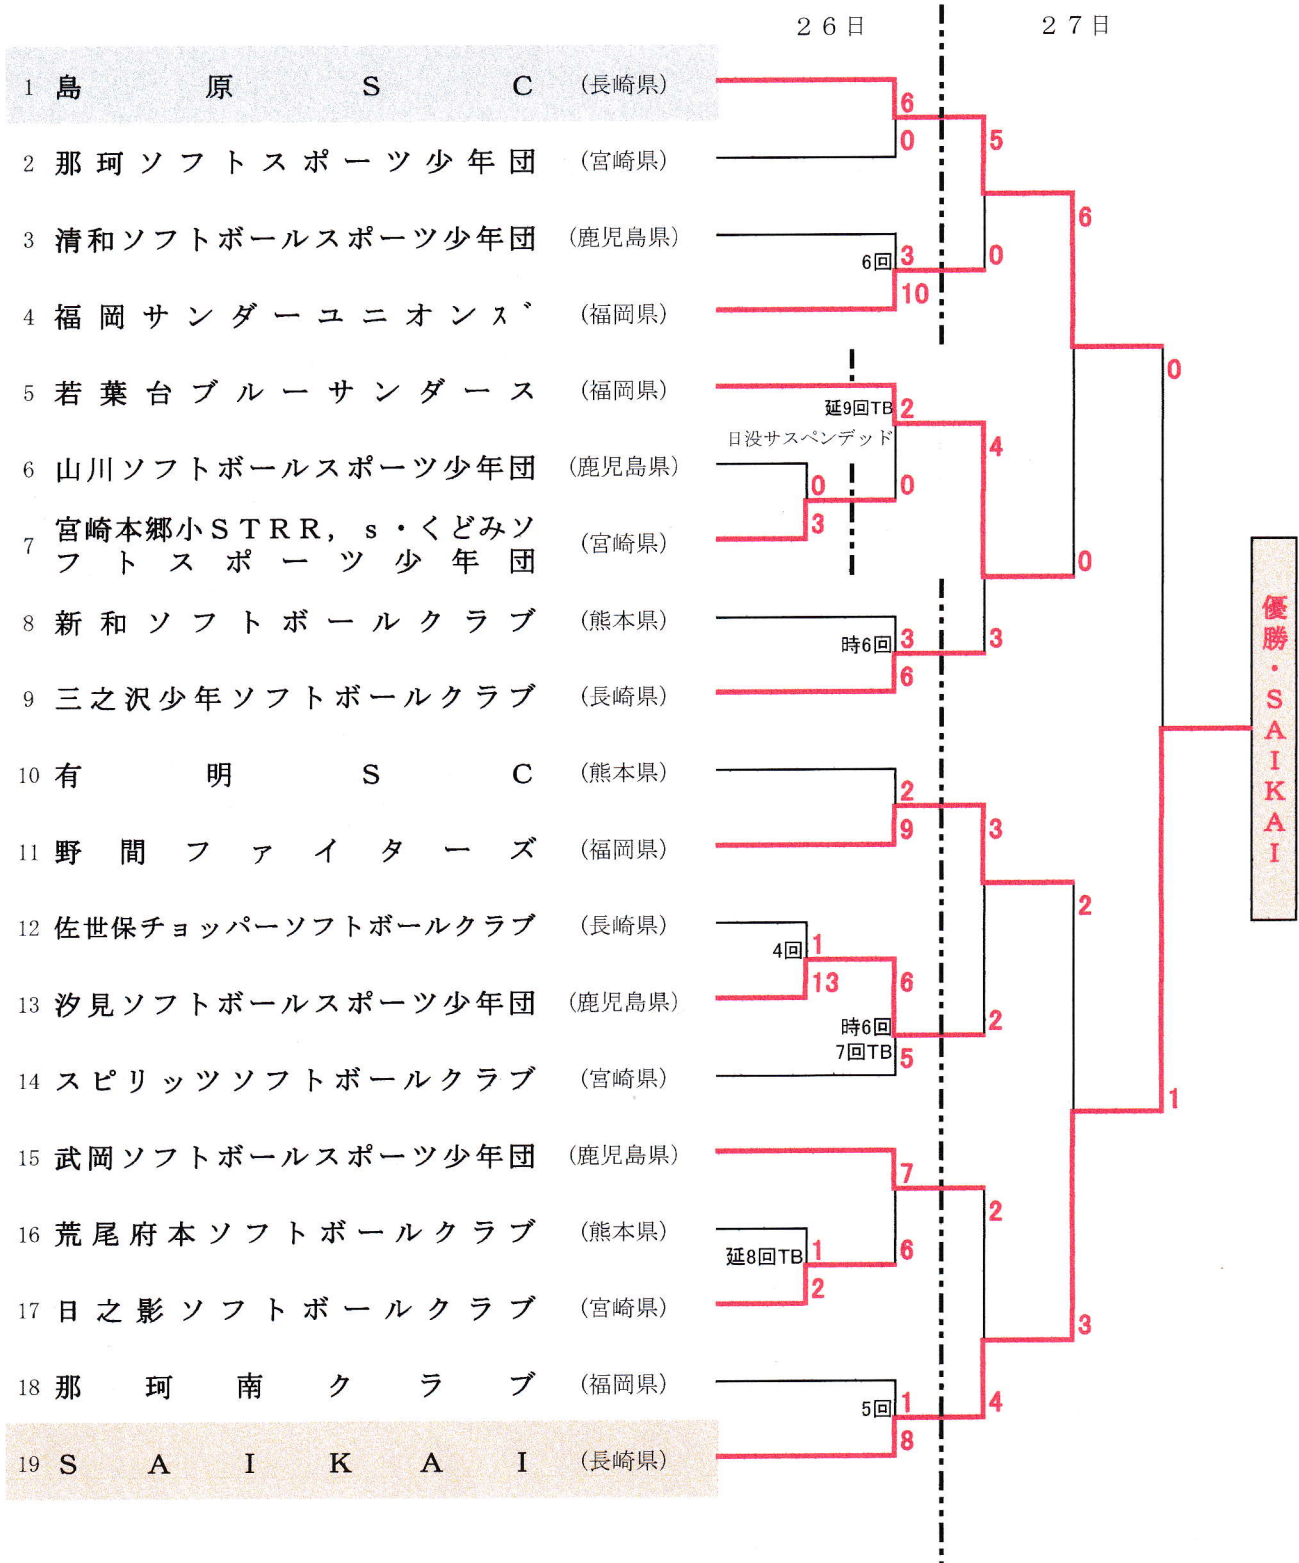 ２６日 ２７日
1 島原ＳＣ (長崎県)
6
0
5
2 那珂ソフトスポーツ少年団 (宮崎県)
6
3 清和ソフトボールスポーツ少年団 (鹿児島県)
6回 3
10
0
4 福岡サンダーユニオンズ (福岡県)
0
5 若葉台ブルーサンダース (福岡県)
延9回TB 2
日没サスペンデッド
4
6 山川ソフトボールスポーツ少年団 (鹿児島県)
0
3
0
7 宮崎本郷小ＳＴＲＲ，ｓ・くどみソ
フトスポーツ少年団 (宮崎県)
0
8 新和ソフトボールクラブ (熊本県)
時6回 3
6
3
9 三之沢少年ソフトボールクラブ (長崎県)
優勝・ＳＡＩＫＡＩ
10 有明ＳＣ (熊本県)
2
9
3
11 野間ファイターズ (福岡県)
2
12 佐世保チョッパーソフトボールクラブ (長崎県)
4回 1
13
6
13 汐見ソフトボールスポーツ少年団 (鹿児島県)
時6回
7回TB 5
2
14 スピリッツソフトボールクラブ (宮崎県)
1
15 武岡ソフトボールスポーツ少年団 (鹿児島県)
7
2
16 荒尾府本ソフトボールクラブ (熊本県)
延8回TB 1
2
6
17 日之影ソフトボールクラブ (宮崎県)
3
18 那珂南クラブ (福岡県)
5回 1
8
4
19 ＳＡＩＫＡＩ (長崎県)